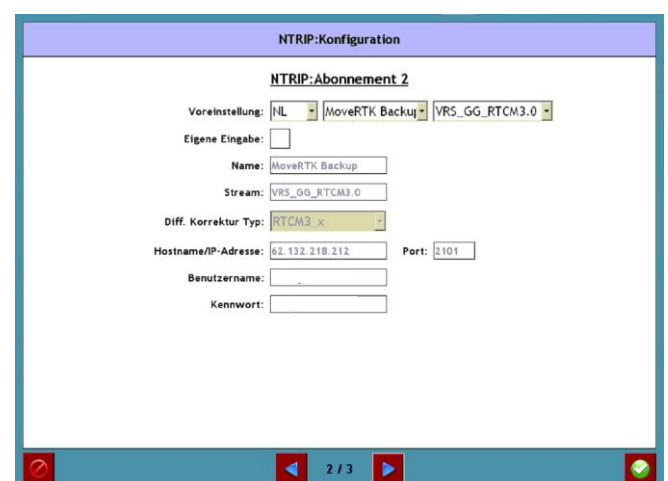 NTRIP:Konfiguration
NTRIP:Abonnement 2
Voreinstellung: NL MoveRTK Backup VRS_GG_RTCM3.0
Eigene Eingabe:
Name: MoveRTK Backup
Stream: VRS_GG_RTCM3.0
Diff. Korrektur Typ: RTCM3_x
Hostname/IP-Adresse: 62.132.218.212 Port: 2101
Benutzername:
Kennwort:
2 / 3